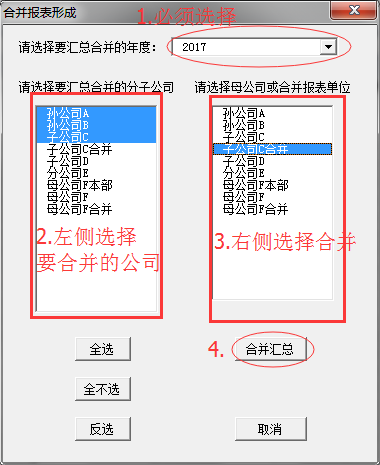 合并报表形成
1.必须选择
请选择要汇总合并的年度: 2017
请选择要汇总合并的分子公司
请选择母公司或合并报表单位
孙公司A
孙公司B
子公司C
子公司C合并
子公司D
分公司E
母公司F本部
母公司F
母公司F合并
2.左侧选择
要合并的公司
孙公司A
孙公司B
子公司C
子公司C合并
子公司D
分公司E
母公司F本部
母公司F
母公司F合并
3.右侧选择合并
全选
4. 合并汇总
全不选
反选
取消